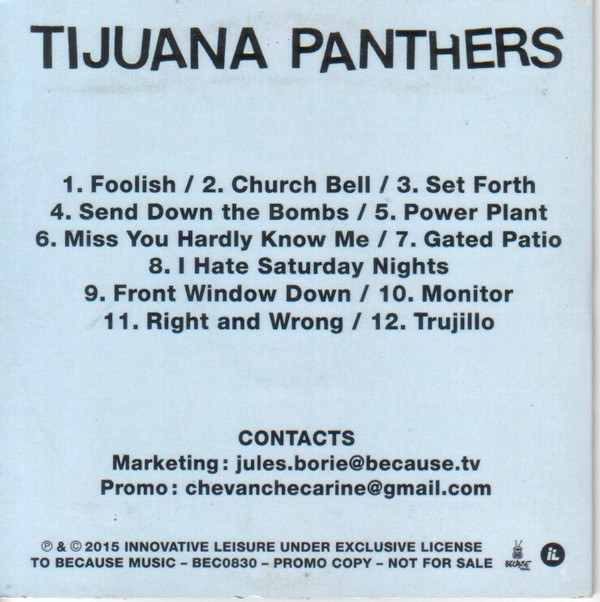 TIJUANA PANTHERS
1. Foolish / 2. Church Bell / 3. Set Forth
4. Send Down the Bombs / 5. Power Plant
6. Miss You Hardly Know Me / 7. Gated Patio
8. I Hate Saturday Nights
9. Front Window Down / 10. Monitor
11. Right and Wrong / 12. Trujillo
CONTACTS
Marketing: jules.borie@because.tv
Promo: chevanchecarine@gmail.com
℗ & © 2015 INNOVATIVE LEISURE UNDER EXCLUSIVE LICENSE
TO BECAUSE MUSIC – BEC0830 – PROMO COPY – NOT FOR SALE
BECAUSE
iL